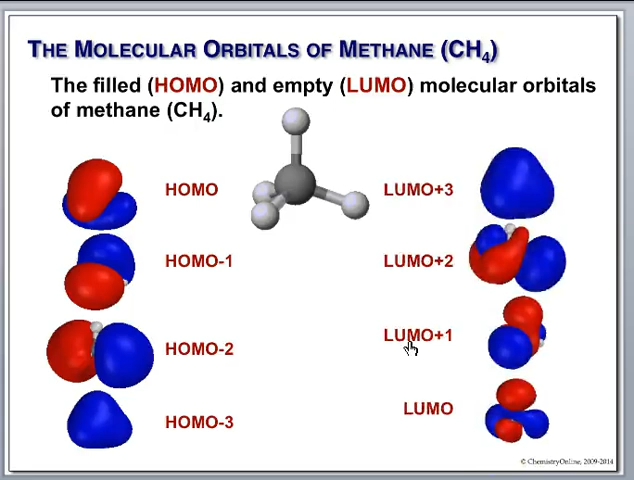 THE MOLECULAR ORBITALS OF METHANE (CH₄)
The filled (HOMO) and empty (LUMO) molecular orbitals
of methane (CH₄).
HOMO
LUMO+3
HOMO-1
LUMO+2
HOMO-2
LUMO+1
HOMO-3
LUMO
© ChemistryOnline, 2009-2014